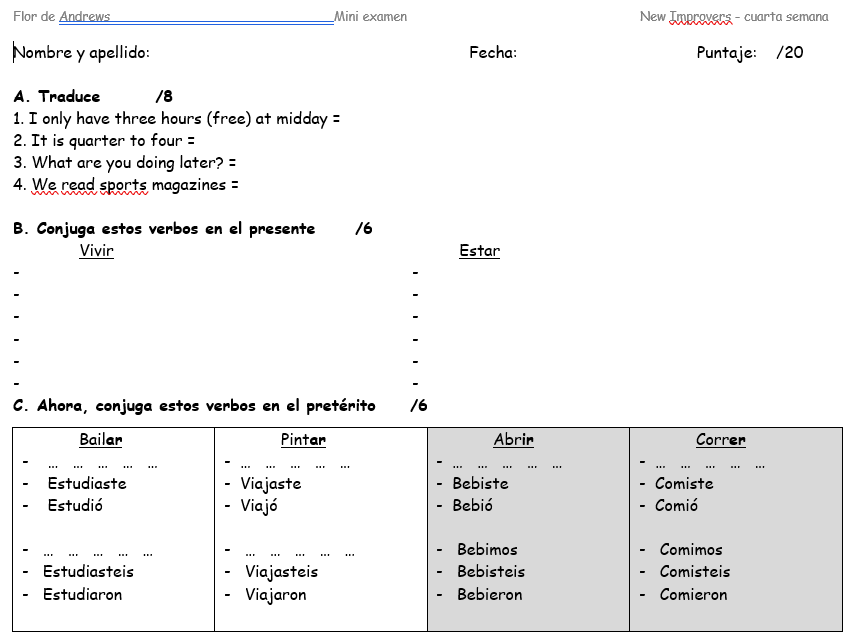 Flor de Andrews Mini examen New Improvers - cuarta semana
Nombre y apellido: Fecha: Puntaje: /20
A. Traduce /8
1. I only have three hours (free) at midday =
2. It is quarter to four =
3. What are you doing later? =
4. We read sports magazines =
B. Conjuga estos verbos en el presente /6
Vivir Estar
- -
- -
- -
- -
- -
- -
C. Ahora, conjuga estos verbos en el pretérito /6
Bailar Pintar Abrir Correr
- … … … … … - … … … … … - … … … … … - … … … … …
- Estudiaste - Viajaste - Bebiste - Comiste
- Estudió - Viajó - Bebió - Comió
- … … … … … - … … … … … - Bebimos - Comimos
- Estudiasteis - Viajasteis - Bebisteis - Comisteis
- Estudiaron - Viajaron - Bebieron - Comieron